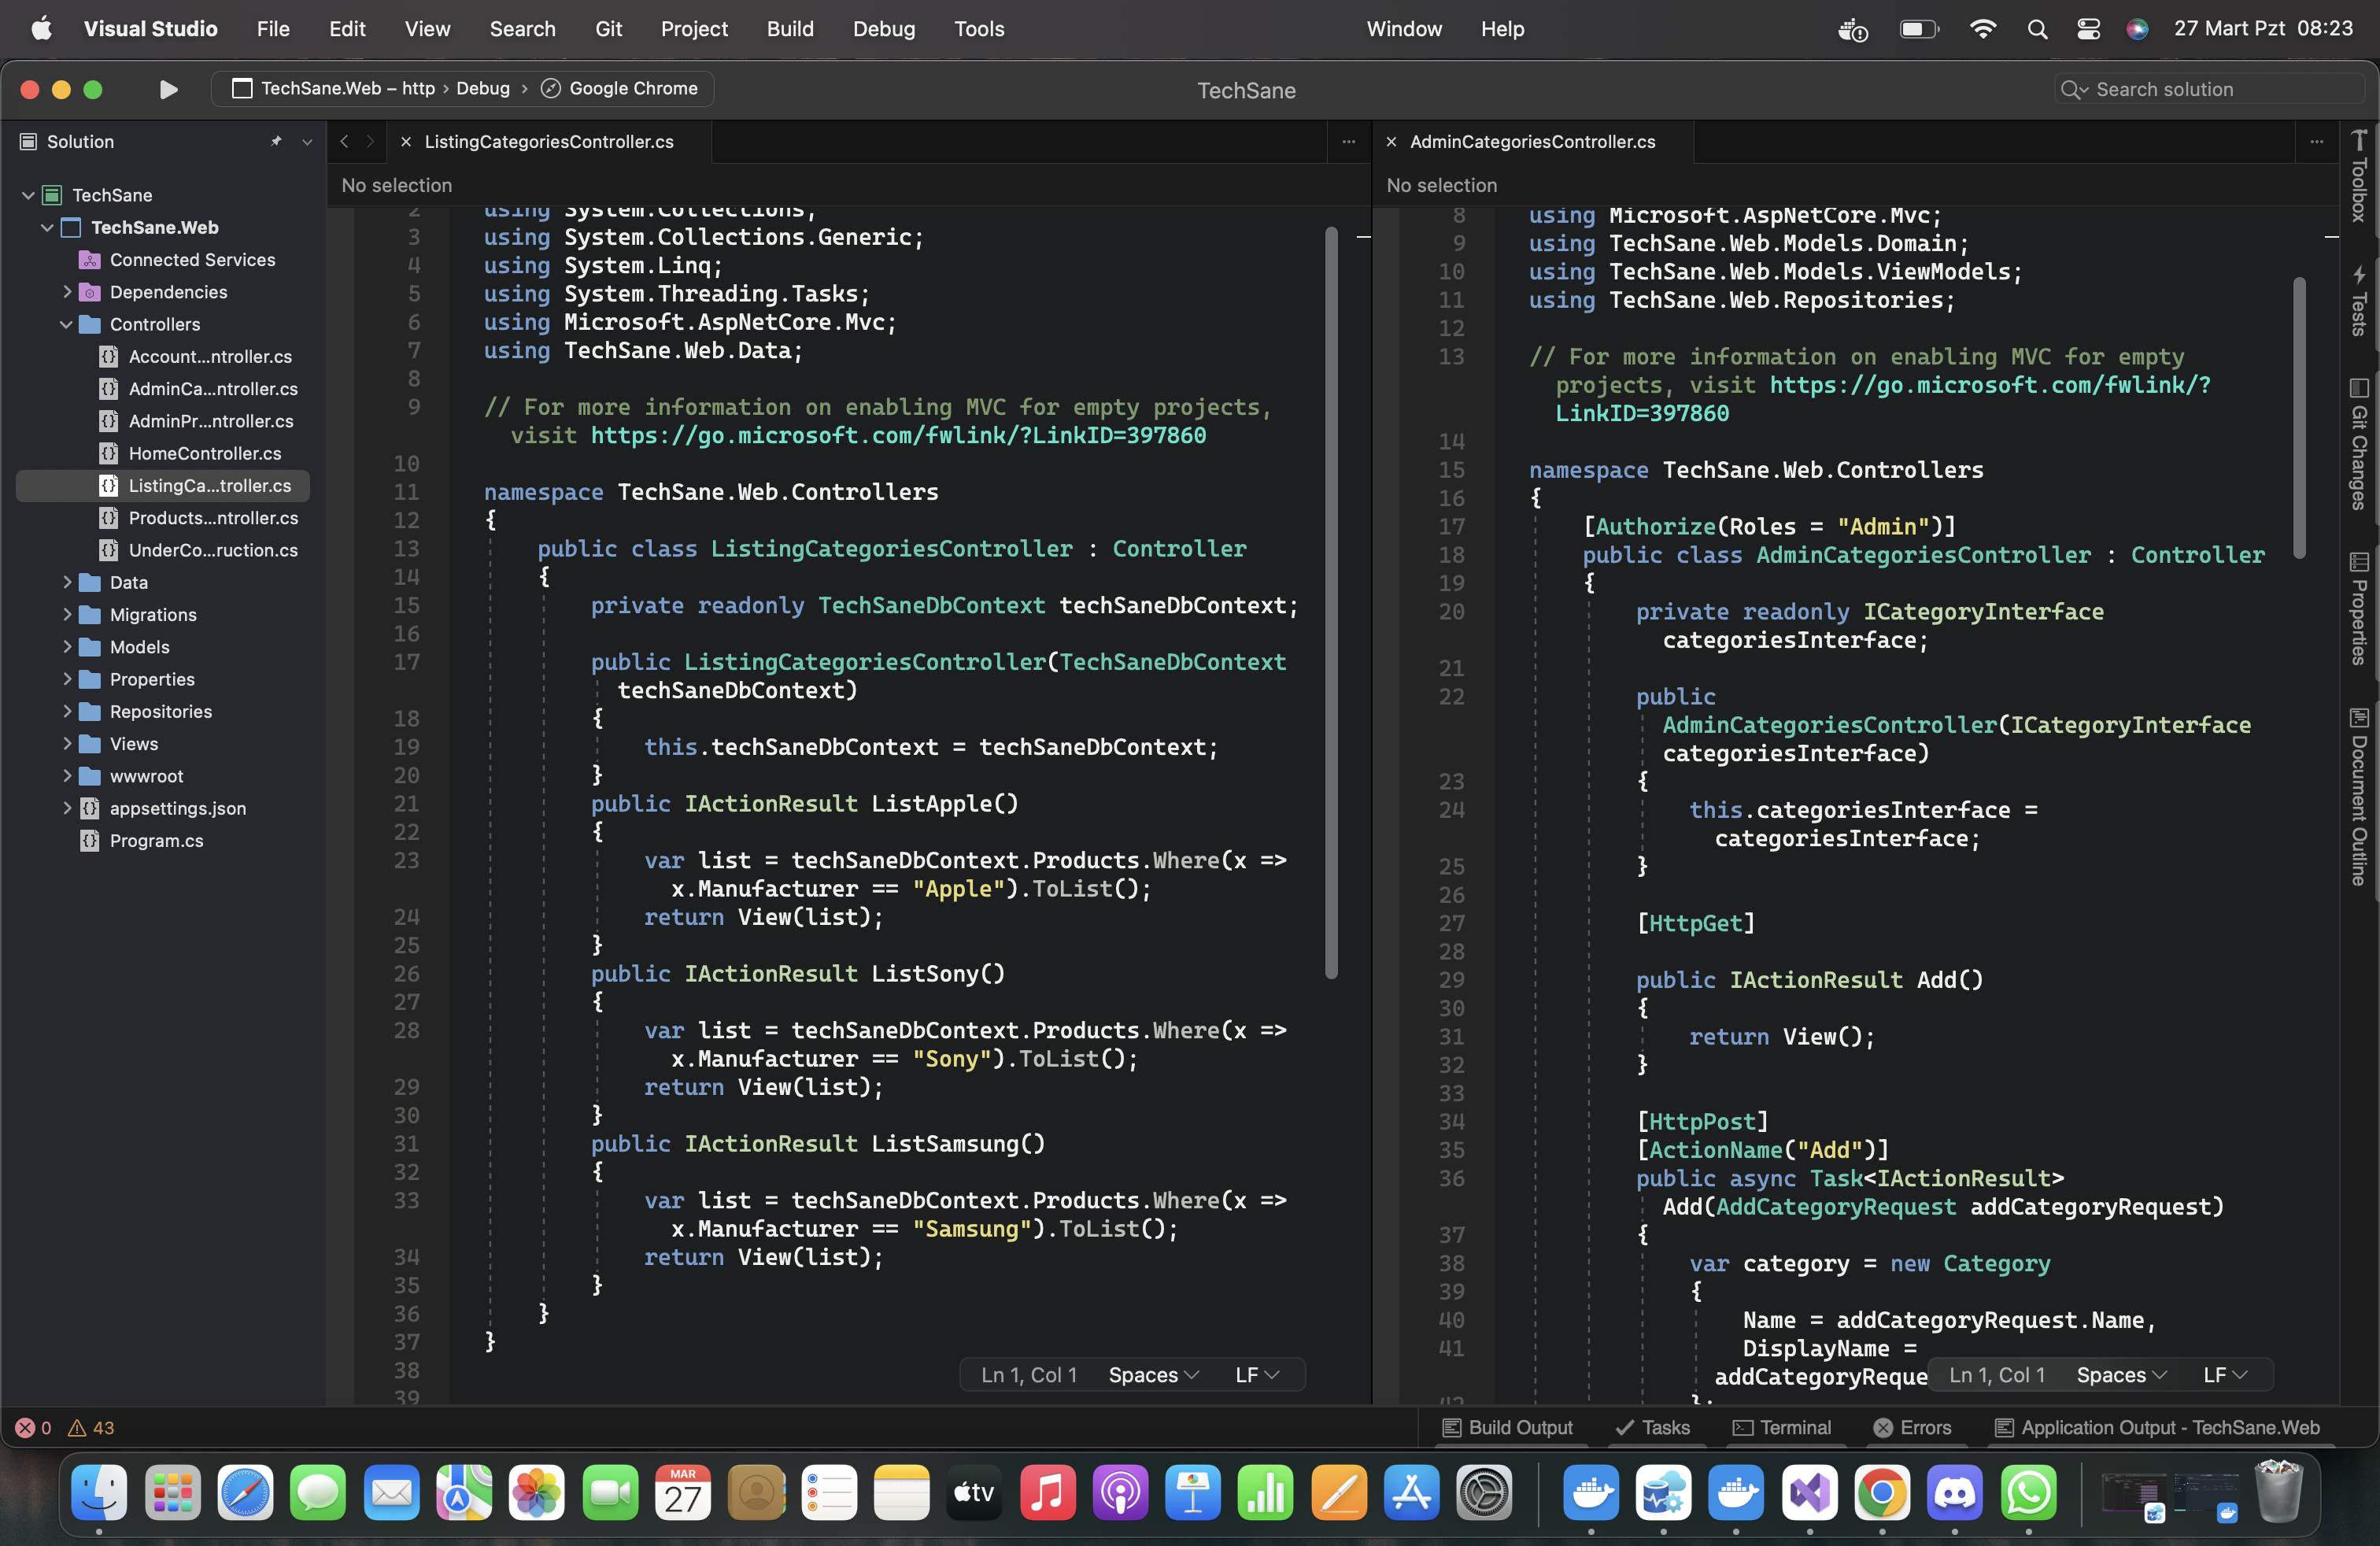 Visual Studio File Edit View Search Git Project Build Debug Tools Window Help 27 Mart Pzt 08:23
TechSane.Web – http › Debug › Google Chrome TechSane Search solution
Solution
TechSane
TechSane.Web
Connected Services
Dependencies
Controllers
Account...ntroller.cs
AdminCa...ntroller.cs
AdminPr...ntroller.cs
HomeController.cs
ListingCa...troller.cs
Products...ntroller.cs
UnderCo...ruction.cs
Data
Migrations
Models
Properties
Repositories
Views
wwwroot
appsettings.json
Program.cs
ListingCategoriesController.cs
No selection
2 using System.Collections;
3 using System.Collections.Generic;
4 using System.Linq;
5 using System.Threading.Tasks;
6 using Microsoft.AspNetCore.Mvc;
7 using TechSane.Web.Data;
8
9 // For more information on enabling MVC for empty projects,
visit https://go.microsoft.com/fwlink/?LinkID=397860
10
11 namespace TechSane.Web.Controllers
12 {
13 public class ListingCategoriesController : Controller
14 {
15 private readonly TechSaneDbContext techSaneDbContext;
16
17 public ListingCategoriesController(TechSaneDbContext
techSaneDbContext)
18 {
19 this.techSaneDbContext = techSaneDbContext;
20 }
21 public IActionResult ListApple()
22 {
23 var list = techSaneDbContext.Products.Where(x =>
x.Manufacturer == "Apple").ToList();
24 return View(list);
25 }
26 public IActionResult ListSony()
27 {
28 var list = techSaneDbContext.Products.Where(x =>
x.Manufacturer == "Sony").ToList();
29 return View(list);
30 }
31 public IActionResult ListSamsung()
32 {
33 var list = techSaneDbContext.Products.Where(x =>
x.Manufacturer == "Samsung").ToList();
34 return View(list);
35 }
36 }
37 }
38
39
Ln 1, Col 1 Spaces LF
AdminCategoriesController.cs
No selection
8 using Microsoft.AspNetCore.Mvc;
9 using TechSane.Web.Models.Domain;
10 using TechSane.Web.Models.ViewModels;
11 using TechSane.Web.Repositories;
12
13 // For more information on enabling MVC for empty
projects, visit https://go.microsoft.com/fwlink/?
LinkID=397860
14
15 namespace TechSane.Web.Controllers
16 {
17 [Authorize(Roles = "Admin")]
18 public class AdminCategoriesController : Controller
19 {
20 private readonly ICategoryInterface
categoriesInterface;
21
22 public
AdminCategoriesController(ICategoryInterface
categoriesInterface)
23 {
24 this.categoriesInterface =
categoriesInterface;
25 }
26
27 [HttpGet]
28
29 public IActionResult Add()
30 {
31 return View();
32 }
33
34 [HttpPost]
35 [ActionName("Add")]
36 public async Task<IActionResult>
Add(AddCategoryRequest addCategoryRequest)
37 {
38 var category = new Category
39 {
40 Name = addCategoryRequest.Name,
41 DisplayName =
addCategoryReque
42 };
Ln 1, Col 1 Spaces LF
Toolbox
Tests
Git Changes
Properties
Document Outline
0 43 Build Output Tasks Terminal Errors Application Output - TechSane.Web
MAR
27
tv